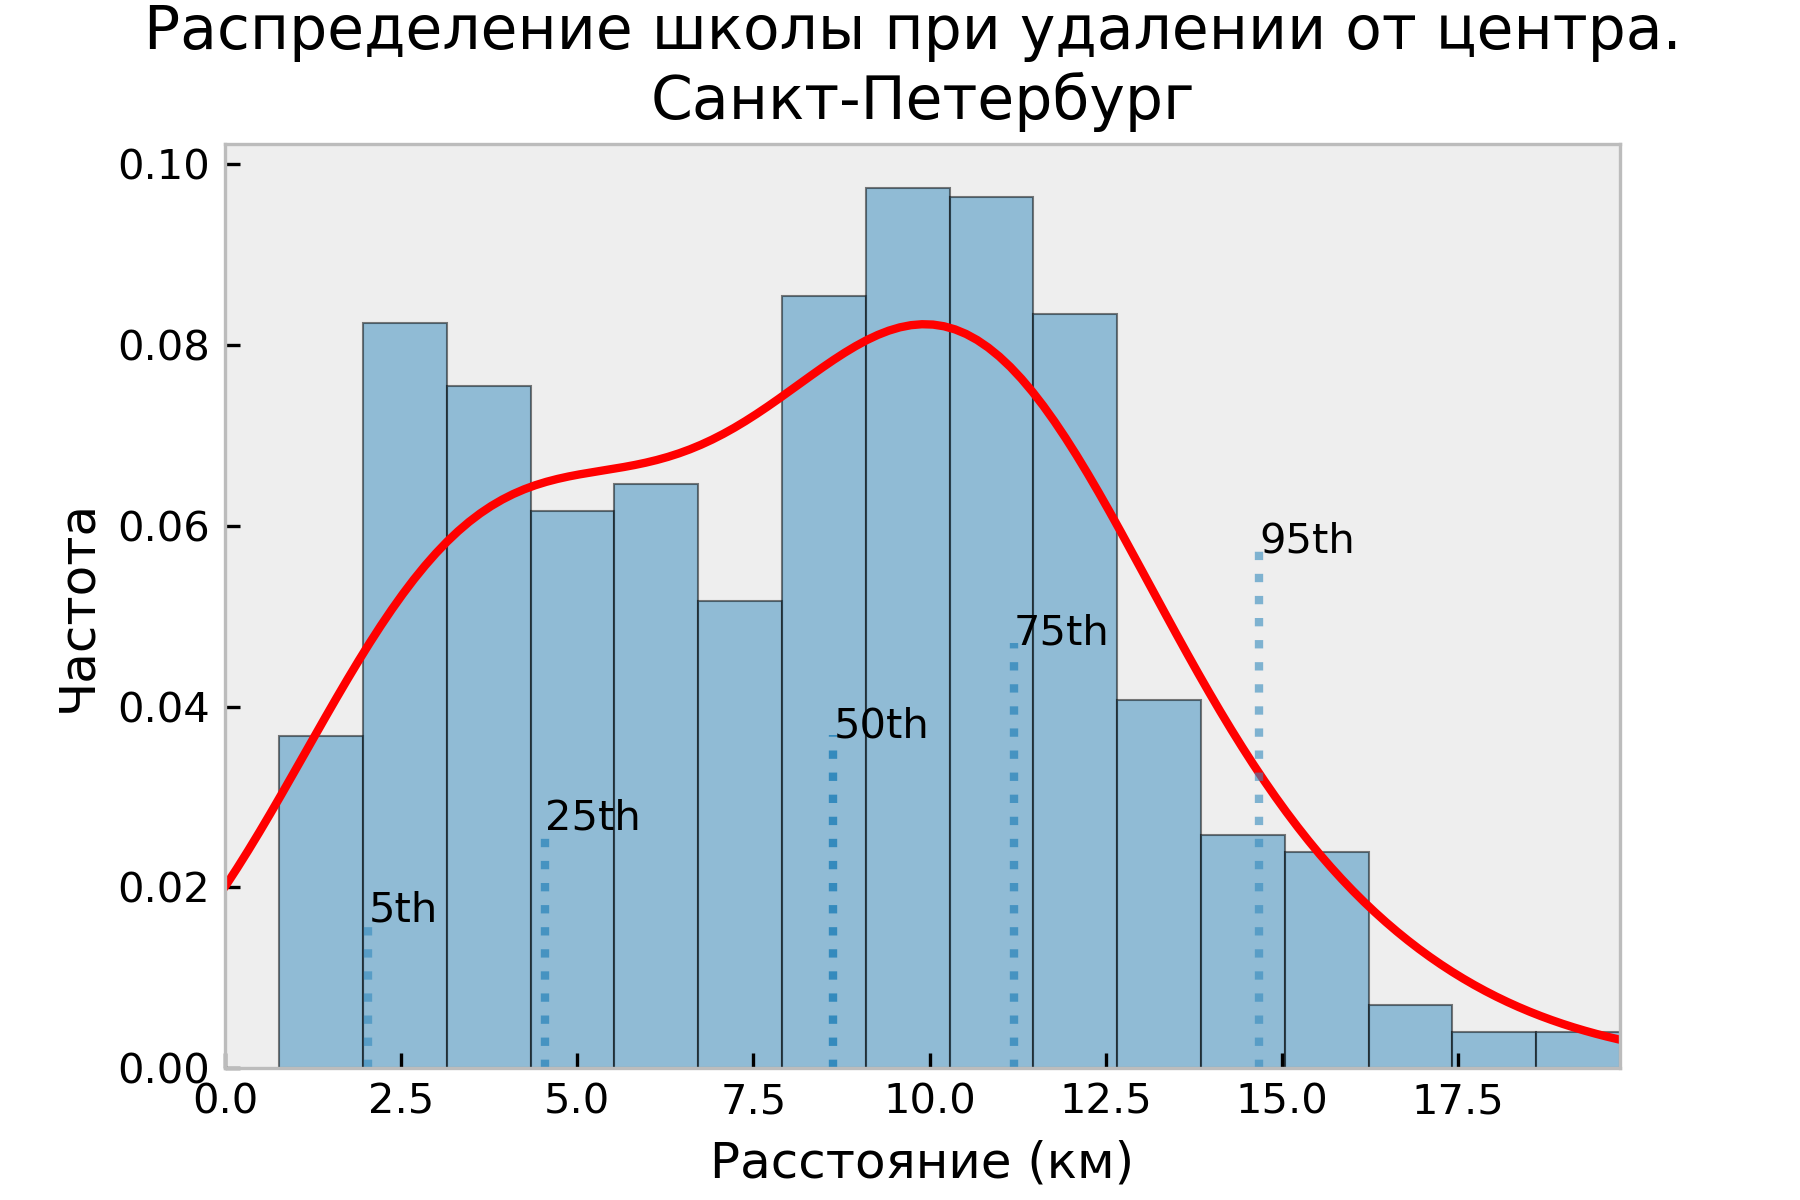 Распределение школы при удалении от центра.
Санкт-Петербург
0.10
0.08
0.06
0.04
0.02
0.00
Частота
5th
25th
50th
75th
95th
0.0 2.5 5.0 7.5 10.0 12.5 15.0 17.5
Расстояние (км)